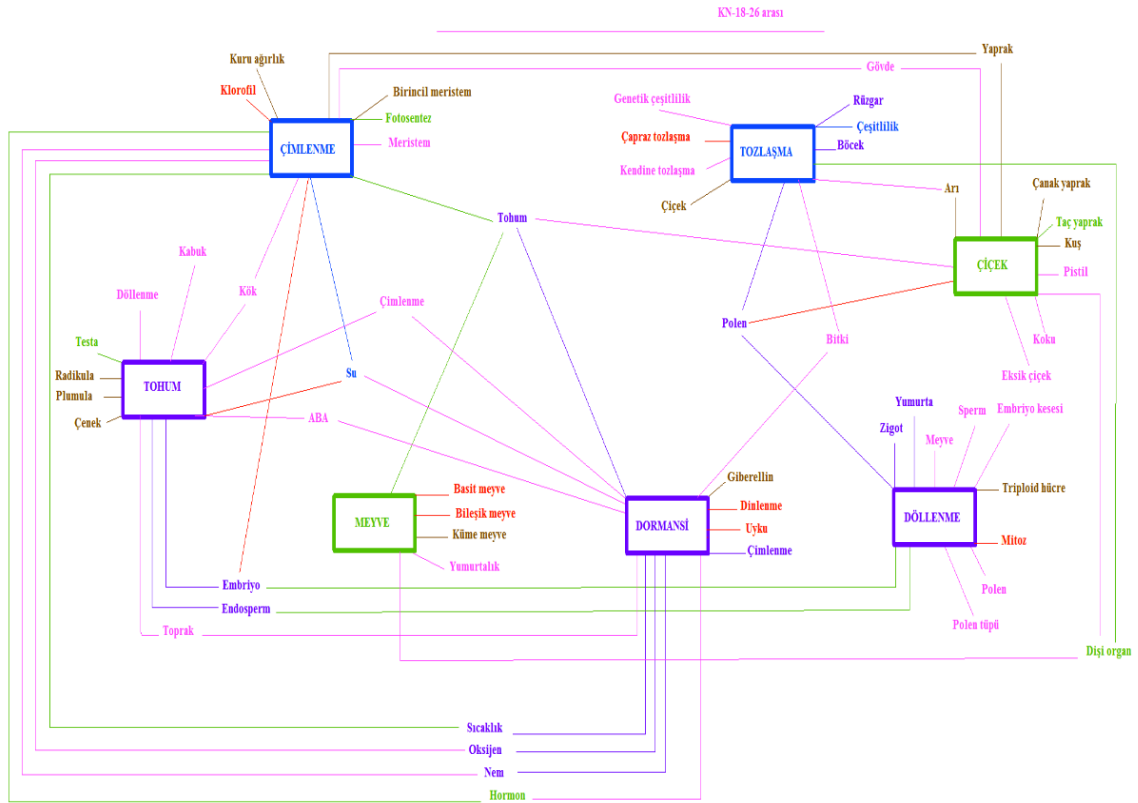 KN-18-26 arası
Yaprak
Kuru ağırlık
Gövde
Klorofil
Birincil meristem
Genetik çeşitlilik
Rüzgar
Fotosentez
Çeşitlilik
Çapraz tozlaşma
Meristem
ÇİMLENME
TOZLAŞMA
Böcek
Kendine tozlaşma
Çanak yaprak
Arı
Çiçek
Tohum
Taç yaprak
Kuş
Kabuk
ÇİÇEK
Pistil
Kök
Döllenme
Çimlenme
Polen
Bitki
Koku
Testa
Su
Radikula
TOHUM
Eksik çiçek
Plumula
Yumurta
Sperm
Embriyo kesesi
ABA
Çenek
Zigot
Meyve
Giberellin
Basit meyve
Triploid hücre
Dinlenme
Bileşik meyve
MEYVE
DORMANSİ
DÖLLENME
Uyku
Küme meyve
Mitoz
Çimlenme
Yumurtalık
Embriyo
Polen
Endosperm
Polen tüpü
Toprak
Dişi organ
Sıcaklık
Oksijen
Nem
Hormon